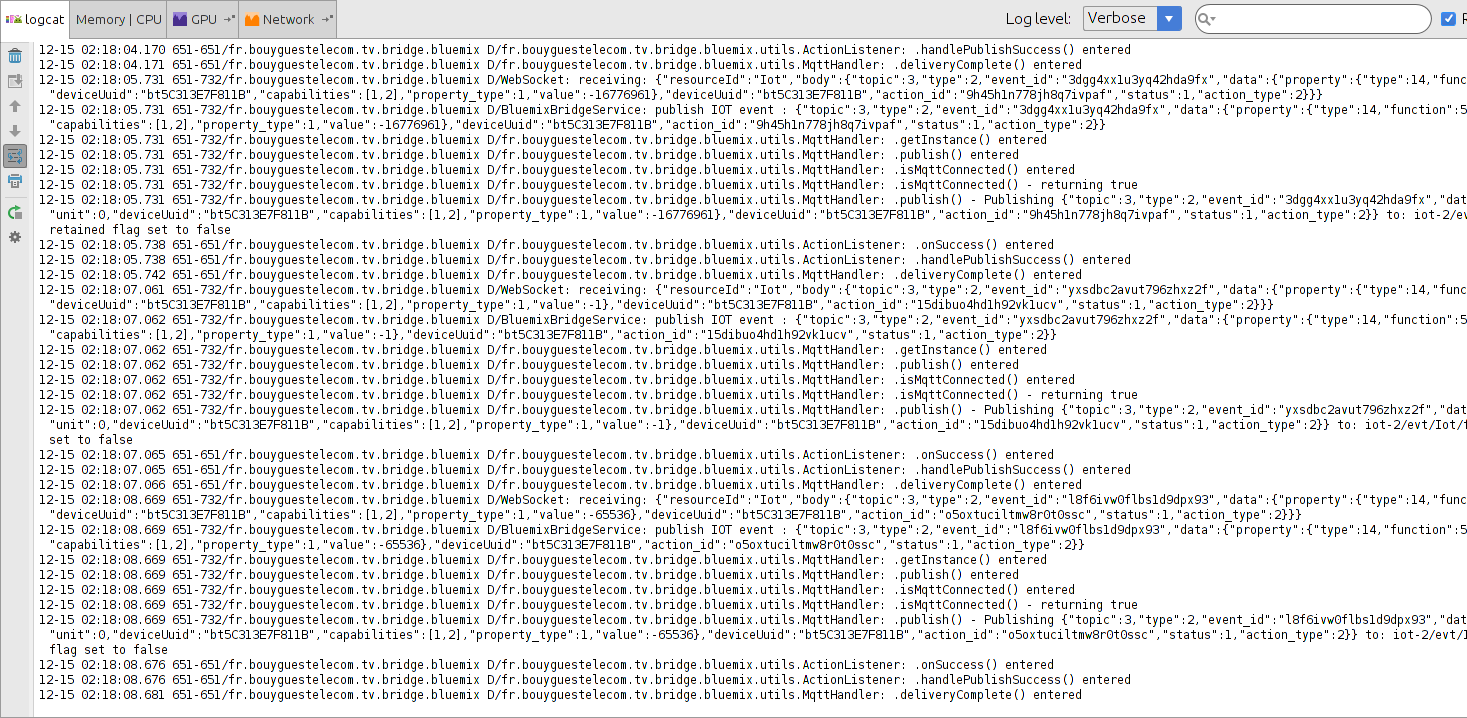 logcat Memory | CPU GPU Network Log level: Verbose R
12-15 02:18:04.170 651-651/fr.bouyguestelecom.tv.bridge.bluemix D/fr.bouyguestelecom.tv.bridge.bluemix.utils.ActionListener: .handlePublishSuccess() entered
12-15 02:18:04.171 651-651/fr.bouyguestelecom.tv.bridge.bluemix D/fr.bouyguestelecom.tv.bridge.bluemix.utils.MqttHandler: .deliveryComplete() entered
12-15 02:18:05.731 651-732/fr.bouyguestelecom.tv.bridge.bluemix D/WebSocket: receiving: {"resourceId":"Iot","body":{"topic":3,"type":2,"event_id":"3dgg4xx1u3yq42hda9fx","data":{"property":{"type":14,"func
"deviceUuid":"bt5C313E7F811B","capabilities":[1,2],"property_type":1,"value":-16776961},"deviceUuid":"bt5C313E7F811B","action_id":"9h45h1n778jh8q7ivpaf","status":1,"action_type":2}}}
12-15 02:18:05.731 651-732/fr.bouyguestelecom.tv.bridge.bluemix D/BluemixBridgeService: publish IOT event : {"topic":3,"type":2,"event_id":"3dgg4xx1u3yq42hda9fx","data":{"property":{"type":14,"function":5
"capabilities":[1,2],"property_type":1,"value":-16776961},"deviceUuid":"bt5C313E7F811B","action_id":"9h45h1n778jh8q7ivpaf","status":1,"action_type":2}}
12-15 02:18:05.731 651-732/fr.bouyguestelecom.tv.bridge.bluemix D/fr.bouyguestelecom.tv.bridge.bluemix.utils.MqttHandler: .getInstance() entered
12-15 02:18:05.731 651-732/fr.bouyguestelecom.tv.bridge.bluemix D/fr.bouyguestelecom.tv.bridge.bluemix.utils.MqttHandler: .publish() entered
12-15 02:18:05.731 651-732/fr.bouyguestelecom.tv.bridge.bluemix D/fr.bouyguestelecom.tv.bridge.bluemix.utils.MqttHandler: .isMqttConnected() entered
12-15 02:18:05.731 651-732/fr.bouyguestelecom.tv.bridge.bluemix D/fr.bouyguestelecom.tv.bridge.bluemix.utils.MqttHandler: .isMqttConnected() - returning true
12-15 02:18:05.731 651-732/fr.bouyguestelecom.tv.bridge.bluemix D/fr.bouyguestelecom.tv.bridge.bluemix.utils.MqttHandler: .publish() - Publishing {"topic":3,"type":2,"event_id":"3dgg4xx1u3yq42hda9fx","dat
"unit":0,"deviceUuid":"bt5C313E7F811B","capabilities":[1,2],"property_type":1,"value":-16776961},"deviceUuid":"bt5C313E7F811B","action_id":"9h45h1n778jh8q7ivpaf","status":1,"action_type":2}} to: iot-2/ev
retained flag set to false
12-15 02:18:05.738 651-651/fr.bouyguestelecom.tv.bridge.bluemix D/fr.bouyguestelecom.tv.bridge.bluemix.utils.ActionListener: .onSuccess() entered
12-15 02:18:05.738 651-651/fr.bouyguestelecom.tv.bridge.bluemix D/fr.bouyguestelecom.tv.bridge.bluemix.utils.ActionListener: .handlePublishSuccess() entered
12-15 02:18:05.742 651-651/fr.bouyguestelecom.tv.bridge.bluemix D/fr.bouyguestelecom.tv.bridge.bluemix.utils.MqttHandler: .deliveryComplete() entered
12-15 02:18:07.061 651-732/fr.bouyguestelecom.tv.bridge.bluemix D/WebSocket: receiving: {"resourceId":"Iot","body":{"topic":3,"type":2,"event_id":"yxsdbc2avut796zhxz2f","data":{"property":{"type":14,"func
"deviceUuid":"bt5C313E7F811B","capabilities":[1,2],"property_type":1,"value":-1},"deviceUuid":"bt5C313E7F811B","action_id":"15dibuo4hd1h92vk1ucv","status":1,"action_type":2}}}
12-15 02:18:07.062 651-732/fr.bouyguestelecom.tv.bridge.bluemix D/BluemixBridgeService: publish IOT event : {"topic":3,"type":2,"event_id":"yxsdbc2avut796zhxz2f","data":{"property":{"type":14,"function":5
"capabilities":[1,2],"property_type":1,"value":-1},"deviceUuid":"bt5C313E7F811B","action_id":"15dibuo4hd1h92vk1ucv","status":1,"action_type":2}}
12-15 02:18:07.062 651-732/fr.bouyguestelecom.tv.bridge.bluemix D/fr.bouyguestelecom.tv.bridge.bluemix.utils.MqttHandler: .getInstance() entered
12-15 02:18:07.062 651-732/fr.bouyguestelecom.tv.bridge.bluemix D/fr.bouyguestelecom.tv.bridge.bluemix.utils.MqttHandler: .publish() entered
12-15 02:18:07.062 651-732/fr.bouyguestelecom.tv.bridge.bluemix D/fr.bouyguestelecom.tv.bridge.bluemix.utils.MqttHandler: .isMqttConnected() entered
12-15 02:18:07.062 651-732/fr.bouyguestelecom.tv.bridge.bluemix D/fr.bouyguestelecom.tv.bridge.bluemix.utils.MqttHandler: .isMqttConnected() - returning true
12-15 02:18:07.062 651-732/fr.bouyguestelecom.tv.bridge.bluemix D/fr.bouyguestelecom.tv.bridge.bluemix.utils.MqttHandler: .publish() - Publishing {"topic":3,"type":2,"event_id":"yxsdbc2avut796zhxz2f","dat
"unit":0,"deviceUuid":"bt5C313E7F811B","capabilities":[1,2],"property_type":1,"value":-1},"deviceUuid":"bt5C313E7F811B","action_id":"15dibuo4hd1h92vk1ucv","status":1,"action_type":2}} to: iot-2/evt/Iot/f
set to false
12-15 02:18:07.065 651-651/fr.bouyguestelecom.tv.bridge.bluemix D/fr.bouyguestelecom.tv.bridge.bluemix.utils.ActionListener: .onSuccess() entered
12-15 02:18:07.065 651-651/fr.bouyguestelecom.tv.bridge.bluemix D/fr.bouyguestelecom.tv.bridge.bluemix.utils.ActionListener: .handlePublishSuccess() entered
12-15 02:18:07.066 651-651/fr.bouyguestelecom.tv.bridge.bluemix D/fr.bouyguestelecom.tv.bridge.bluemix.utils.MqttHandler: .deliveryComplete() entered
12-15 02:18:08.669 651-732/fr.bouyguestelecom.tv.bridge.bluemix D/WebSocket: receiving: {"resourceId":"Iot","body":{"topic":3,"type":2,"event_id":"l8f6ivw0flbs1d9dpx93","data":{"property":{"type":14,"func
"deviceUuid":"bt5C313E7F811B","capabilities":[1,2],"property_type":1,"value":-65536},"deviceUuid":"bt5C313E7F811B","action_id":"o5oxtuciltmw8r0t0ssc","status":1,"action_type":2}}}
12-15 02:18:08.669 651-732/fr.bouyguestelecom.tv.bridge.bluemix D/BluemixBridgeService: publish IOT event : {"topic":3,"type":2,"event_id":"l8f6ivw0flbs1d9dpx93","data":{"property":{"type":14,"function":5
"capabilities":[1,2],"property_type":1,"value":-65536},"deviceUuid":"bt5C313E7F811B","action_id":"o5oxtuciltmw8r0t0ssc","status":1,"action_type":2}}
12-15 02:18:08.669 651-732/fr.bouyguestelecom.tv.bridge.bluemix D/fr.bouyguestelecom.tv.bridge.bluemix.utils.MqttHandler: .getInstance() entered
12-15 02:18:08.669 651-732/fr.bouyguestelecom.tv.bridge.bluemix D/fr.bouyguestelecom.tv.bridge.bluemix.utils.MqttHandler: .publish() entered
12-15 02:18:08.669 651-732/fr.bouyguestelecom.tv.bridge.bluemix D/fr.bouyguestelecom.tv.bridge.bluemix.utils.MqttHandler: .isMqttConnected() entered
12-15 02:18:08.669 651-732/fr.bouyguestelecom.tv.bridge.bluemix D/fr.bouyguestelecom.tv.bridge.bluemix.utils.MqttHandler: .isMqttConnected() - returning true
12-15 02:18:08.669 651-732/fr.bouyguestelecom.tv.bridge.bluemix D/fr.bouyguestelecom.tv.bridge.bluemix.utils.MqttHandler: .publish() - Publishing {"topic":3,"type":2,"event_id":"l8f6ivw0flbs1d9dpx93","dat
"unit":0,"deviceUuid":"bt5C313E7F811B","capabilities":[1,2],"property_type":1,"value":-65536},"deviceUuid":"bt5C313E7F811B","action_id":"o5oxtuciltmw8r0t0ssc","status":1,"action_type":2}} to: iot-2/evt/I
flag set to false
12-15 02:18:08.676 651-651/fr.bouyguestelecom.tv.bridge.bluemix D/fr.bouyguestelecom.tv.bridge.bluemix.utils.ActionListener: .onSuccess() entered
12-15 02:18:08.676 651-651/fr.bouyguestelecom.tv.bridge.bluemix D/fr.bouyguestelecom.tv.bridge.bluemix.utils.ActionListener: .handlePublishSuccess() entered
12-15 02:18:08.681 651-651/fr.bouyguestelecom.tv.bridge.bluemix D/fr.bouyguestelecom.tv.bridge.bluemix.utils.MqttHandler: .deliveryComplete() entered